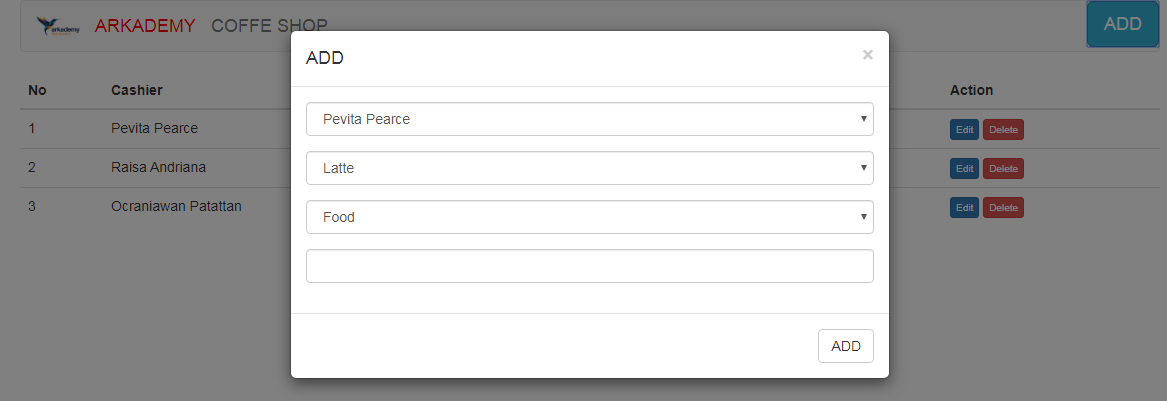 arkademy ARKADEMY COFFE SHOP ADD
ADD ×
No Cashier Action
Pevita Pearce
Latte
Food
ADD
1 Pevita Pearce Edit Delete
2 Raisa Andriana Edit Delete
3 Ocraniawan Patattan Edit Delete